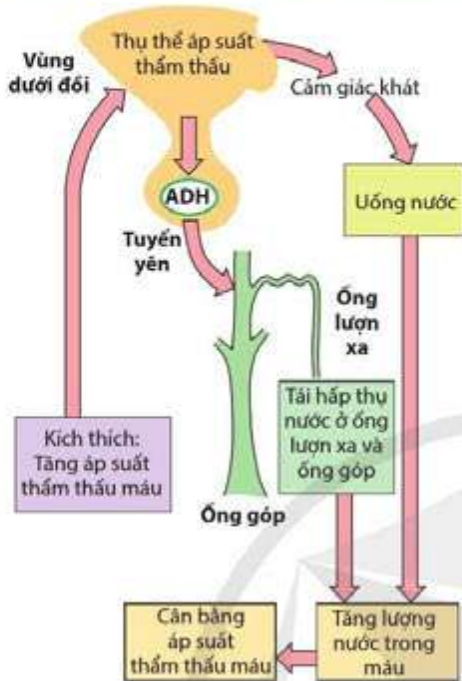 Thụ thể áp suất
thẩm thấu
Vùng
dưới đồi
Cảm giác khát
ADH
Uống nước
Tuyến
yên
Ống
lượn
xa
Kích thích:
Tăng áp suất
thẩm thấu máu
Tái hấp thụ
nước ở ống
lượn xa và
ống góp
Ống góp
Cân bằng
áp suất
thẩm thấu máu
Tăng lượng
nước trong
máu